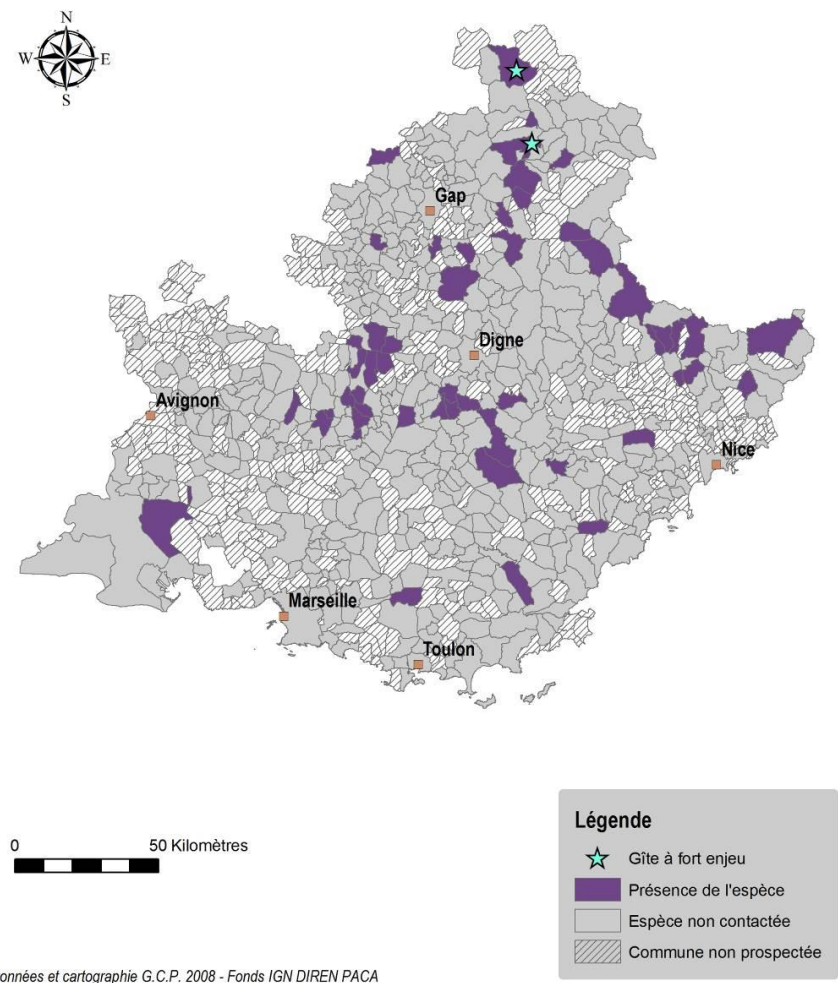 N
W E
S
Gap
Digne
Avignon
Nice
Marseille
Toulon
0 50 Kilomètres
Légende
Gîte à fort enjeu
Présence de l'espèce
Espèce non contactée
Commune non prospectée
onnées et cartographie G.C.P. 2008 - Fonds IGN DIREN PACA